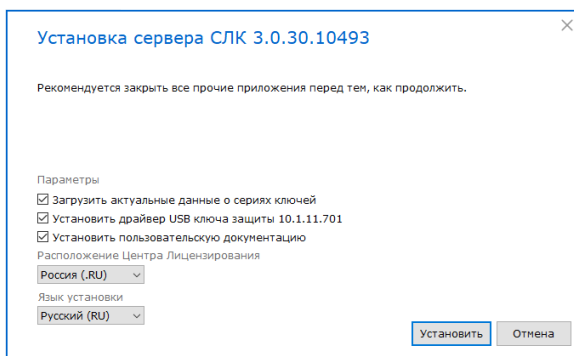 Установка сервера СЛК 3.0.30.10493
Рекомендуется закрыть все прочие приложения перед тем, как продолжить.
Параметры
Загрузить актуальные данные о сериях ключей
Установить драйвер USB ключа защиты 10.1.11.701
Установить пользовательскую документацию
Расположение Центра Лицензирования
Россия (.RU)
Язык установки
Русский (RU)
Установить Отмена